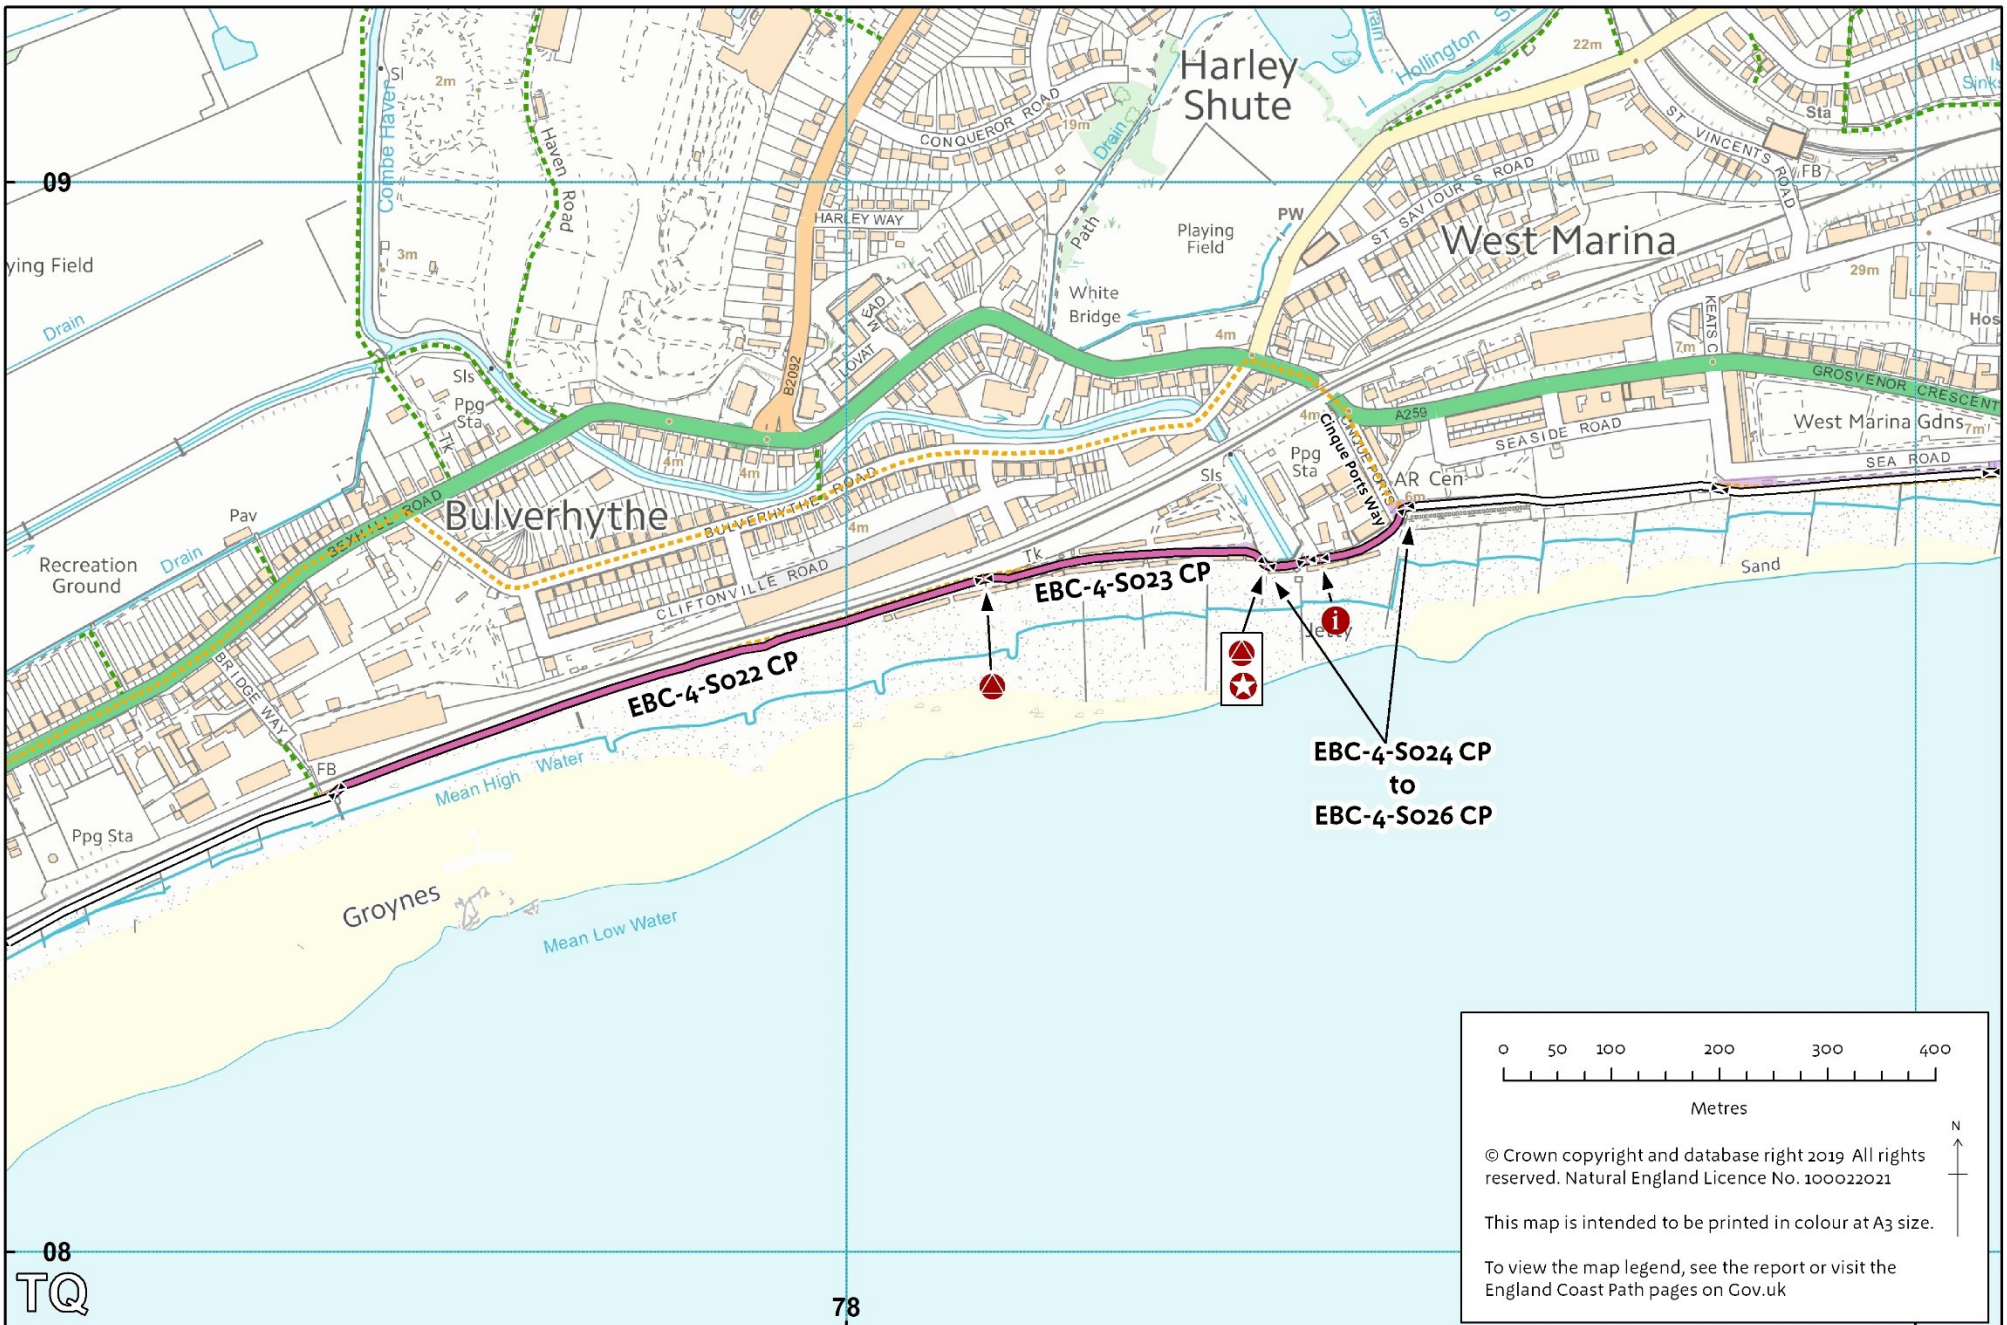 Harley
Shute
Hollington
St
22m
Is
Sinks
Sl
2m
Combe Haven
Haven Road
CONQUEROR ROAD
19m
Drain
rain
Sta
ST VINCENTS
ROAD
FB
09
HARLEY WAY
Path
Playing
Field
PW
ST SAVIOUR S ROAD
West Marina
3m
ying Field
29m
White
Bridge
Drain
LOVAT MEAD
4m
KEATS C
Hos
7m
B2092
Sls
Ppg
Sta
Tk
GROSVENOR CRESCENT
4m
A259
Cinque Ports Way
CINQUE PORTS
West Marina Gdns
7m
SEASIDE ROAD
SEA ROAD
4m
4m
Ppg
Sta
Sls
AR Cen
6m
BEXHILL ROAD
Bulverhythe
BULVERHYTHE ROAD
4m
Pav
Drain
Recreation
Ground
CLIFTONVILLE ROAD
Tk
EBC-4-S023 CP
Sand
i
Jetty
BRIDGE WAY
EBC-4-S022 CP
EBC-4-S024 CP
to
EBC-4-S026 CP
FB
Mean High Water
Ppg Sta
Groynes
Mean Low Water
0 50 100 200 300 400
Metres
N
© Crown copyright and database right 2019 All rights
reserved. Natural England Licence No. 100022021
This map is intended to be printed in colour at A3 size.
To view the map legend, see the report or visit the
England Coast Path pages on Gov.uk
08
TQ
78